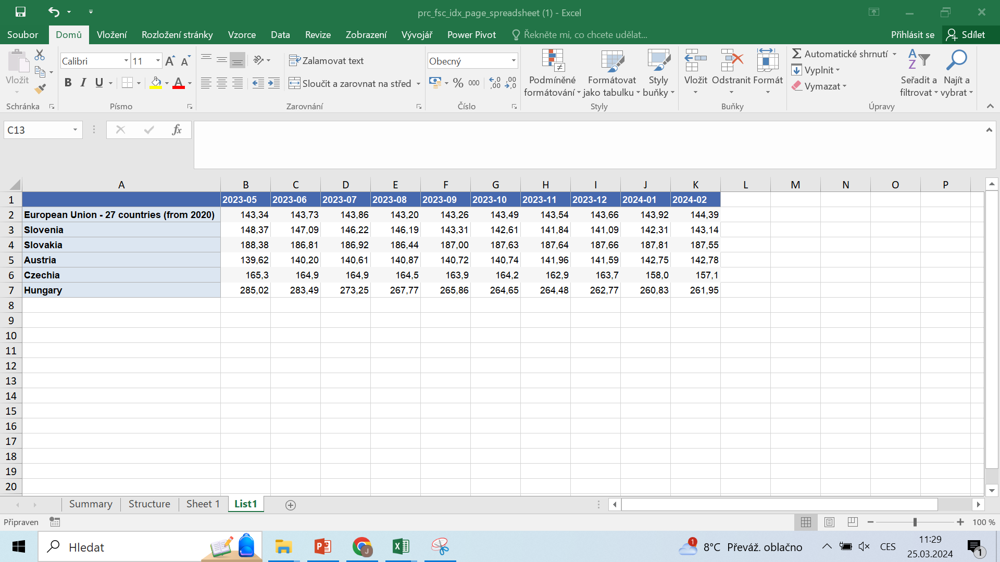 prc_fsc_idx_page_spreadsheet (1) - Excel
Soubor Domů Vložení Rozložení stránky Vzorce Data Revize Zobrazení Vývojář Power Pivot Řekněte mi, co chcete udělat... Přihlásit se Sdílet
Vložit
Schránka
Calibri 11
B I U
Písmo
Zalamovat text
Sloučit a zarovnat na střed
Zarovnání
Obecný
% 000
Číslo
Podmíněné formátování
Formátovat jako tabulku
Styly buňky
Styly
Vložit Odstranit Formát
Buňky
Automatické shrnutí
Vyplnit
Vymazat
Seřadit a filtrovat
Najít a vybrat
Úpravy
C13 fx
A B C D E F G H I J K L M N O P
1 2023-05 2023-06 2023-07 2023-08 2023-09 2023-10 2023-11 2023-12 2024-01 2024-02
2 European Union - 27 countries (from 2020) 143,34 143,73 143,86 143,20 143,26 143,49 143,54 143,66 143,92 144,39
3 Slovenia 148,37 147,09 146,22 146,19 143,31 142,61 141,84 141,09 142,31 143,14
4 Slovakia 188,38 186,81 186,92 186,44 187,00 187,63 187,64 187,66 187,81 187,55
5 Austria 139,62 140,20 140,61 140,87 140,72 140,74 141,96 141,59 142,75 142,78
6 Czechia 165,3 164,9 164,9 164,5 163,9 164,2 162,9 163,7 158,0 157,1
7 Hungary 285,02 283,49 273,25 267,77 265,86 264,65 264,48 262,77 260,83 261,95
8
9
10
11
12
13
14
15
16
17
18
19
20
Summary Structure Sheet 1 List1
Připraven 100 %
Hledat
1 8°C Převáž. oblačno CES 11:29
25.03.2024 1